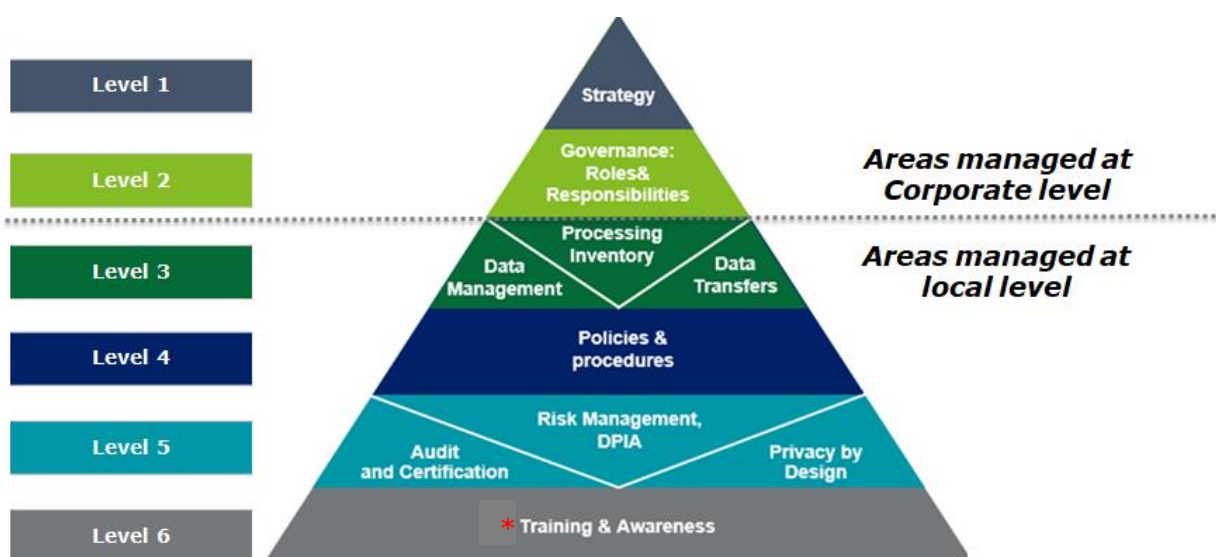 Level 1
Strategy
Level 2
Governance:
Roles&
Responsibilities
Areas managed at
Corporate level
Level 3
Data
Management
Processing
Inventory
Data
Transfers
Areas managed at
local level
Level 4
Policies &
procedures
Level 5
Audit
and Certification
Risk Management,
DPIA
Privacy by
Design
Level 6
* Training & Awareness